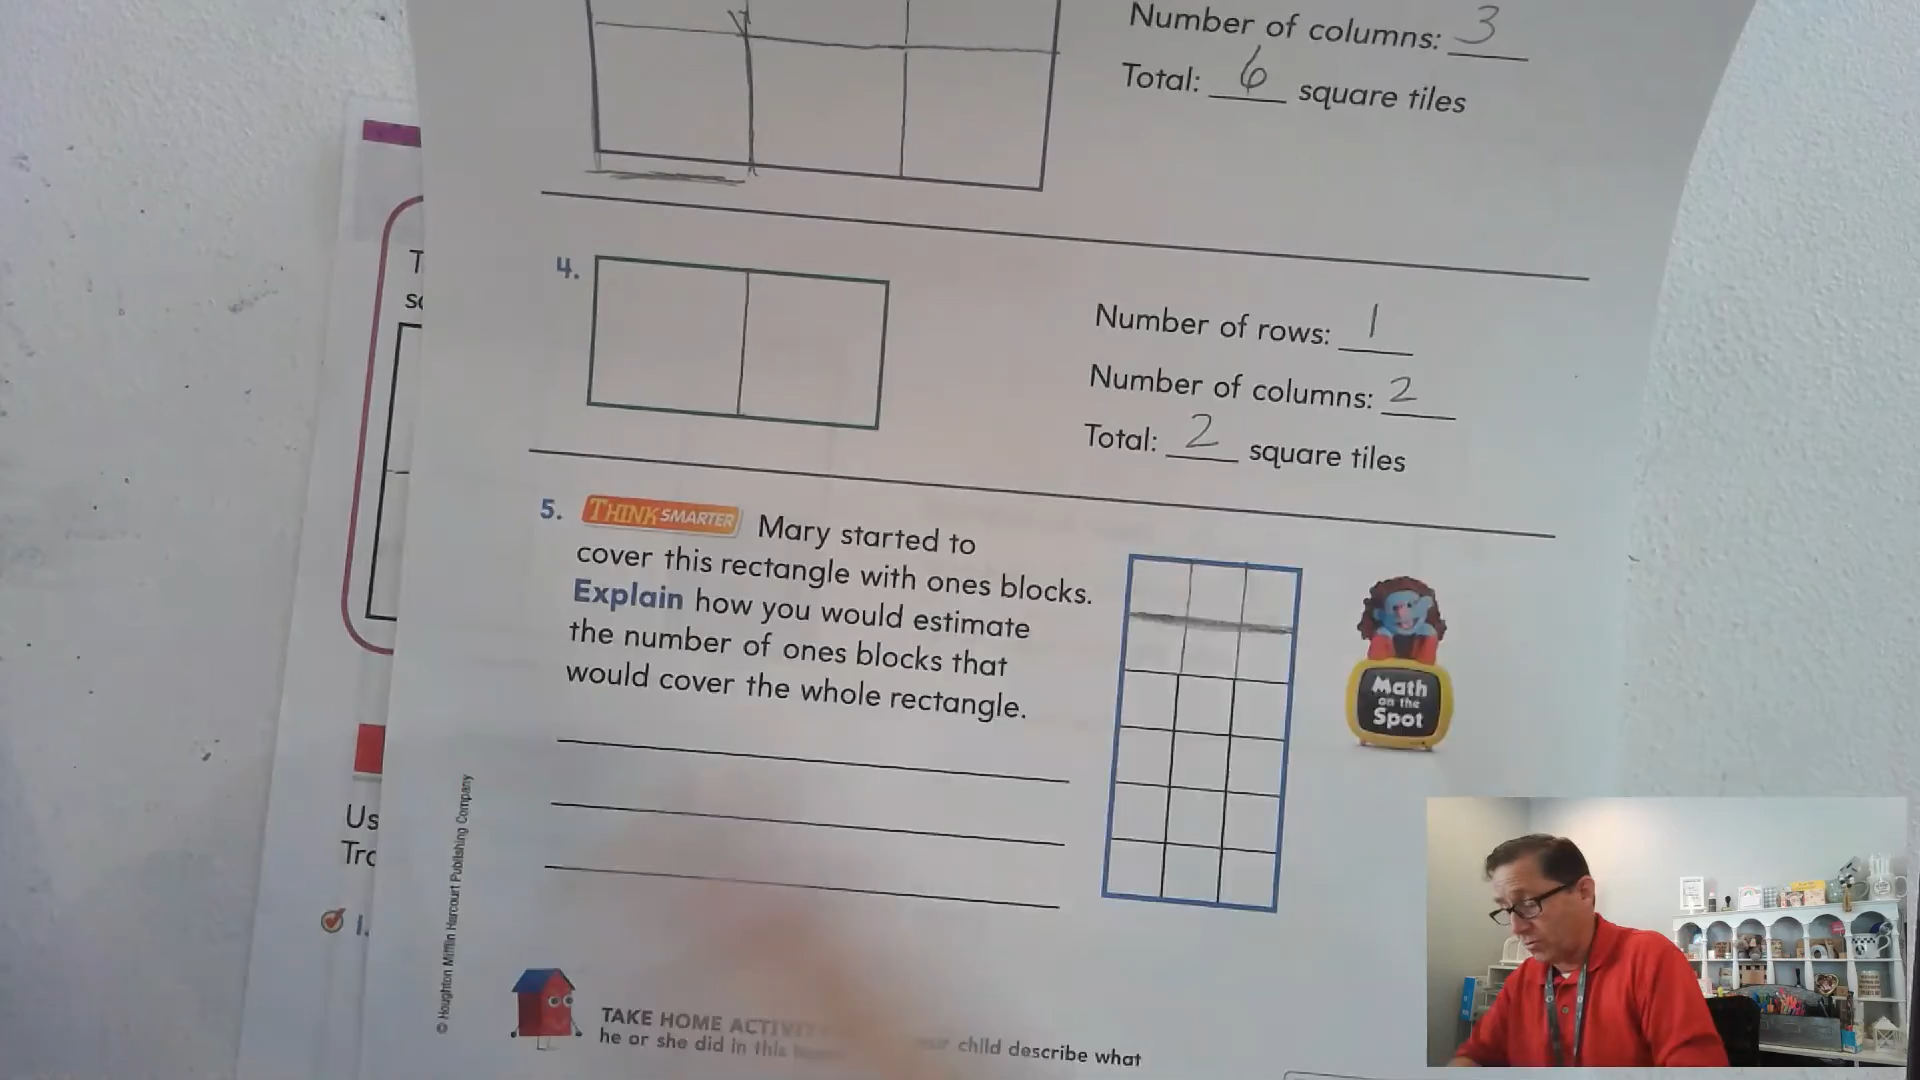 Number of columns: 3
Total: 6 square tiles
4.
Number of rows: 1
Number of columns: 2
Total: 2 square tiles
5. THINK SMARTER Mary started to
cover this rectangle with ones blocks.
Explain how you would estimate
the number of ones blocks that
would cover the whole rectangle.
Math
on the
Spot
Us
Tro
1.
© Houghton Mifflin Harcourt Publishing Company
TAKE HOME ACTIVIT
child describe what
he or she did in this